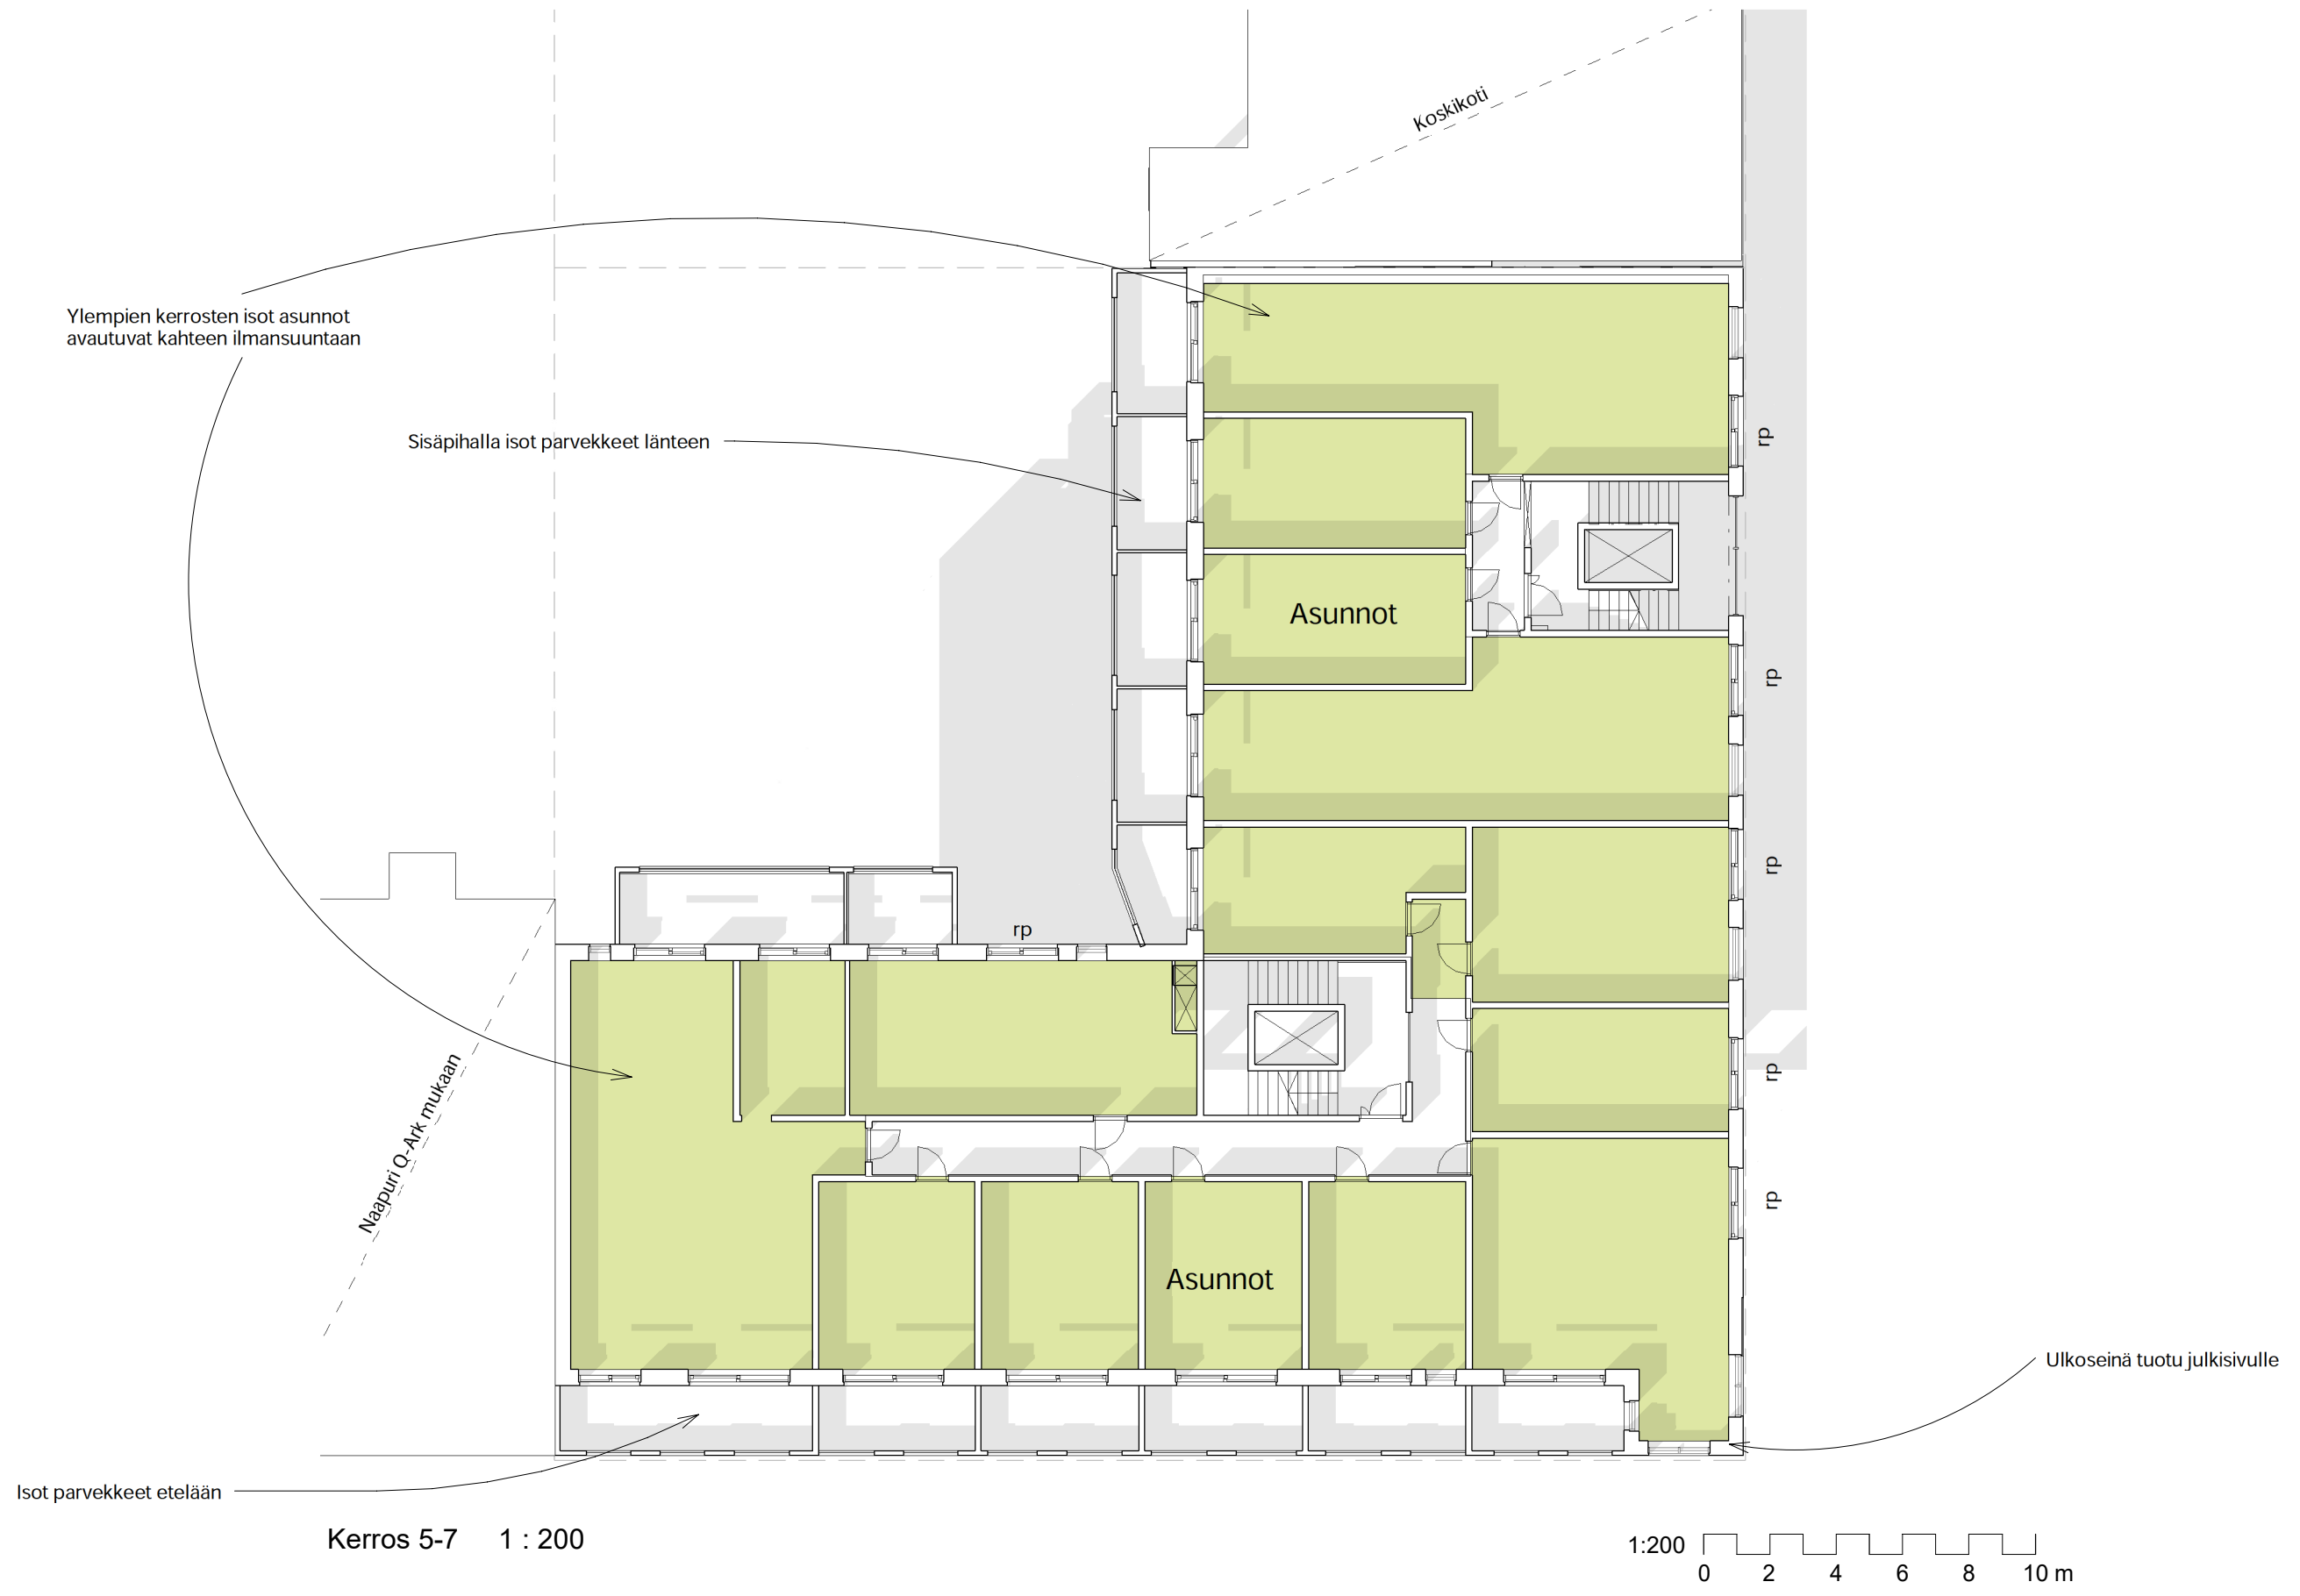 Koskikoti
Ylempien kerrosten isot asunnot
avautuvat kahteen ilmansuuntaan
Sisäpihalla isot parvekkeet länteen
rp
Asunnot
rp
rp
rp
rp
Naapuri Q-Ark mukaan
rp
Asunnot
Ulkoseinä tuotu julkisivulle
Isot parvekkeet etelään
Kerros 5-7 1 : 200
1:200
0 2 4 6 8 10 m